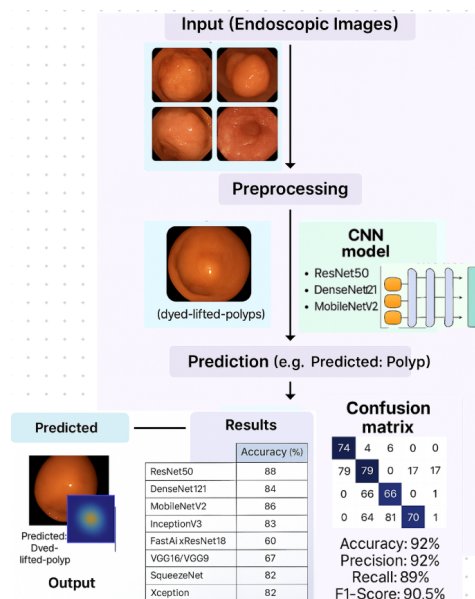 Input (Endoscopic Images)
Preprocessing
(dyed-lifted-polyps)
CNN
model
• ResNet50
• DenseNet21
• MobileNetV2
Prediction (e.g. Predicted: Polyp)
Predicted
Predicted:
Dved-
lifted-polyp
Output
Results
Accuracy (%)
ResNet50 88
DenseNet121 84
MobileNetV2 86
InceptionV3 83
FastAi xResNet18 60
VGG16/VGG9 67
SqueezeNet 82
Xception 82
Confusion
matrix
74 4 6 0 0
79 79 0 17 17
0 66 66 0 1
0 64 81 70 1
Accuracy: 92%
Precision: 92%
Recall: 89%
F1-Score: 90.5%